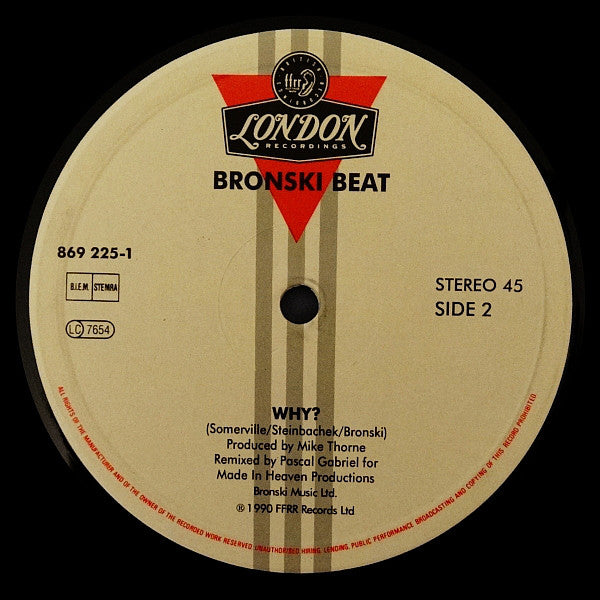 BRITISH
ffrr
LONDON
RECORDINGS
BRONSKI BEAT
869 225-1
B.I.E.M. STEMRA
LC 7654
STEREO 45
SIDE 2
WHY?
(Somerville/Steinbachek/Bronski)
Produced by Mike Thorne
Remixed by Pascal Gabriel for
Made In Heaven Productions
Bronski Music Ltd.
℗ 1990 FFRR Records Ltd
ALL RIGHTS OF THE MANUFACTURER AND OF THE OWNER OF THE RECORDED WORK RESERVED. UNAUTHORISED HIRING, LENDING, PUBLIC PERFORMANCE, BROADCASTING AND COPYING OF THIS RECORD PROHIBITED.